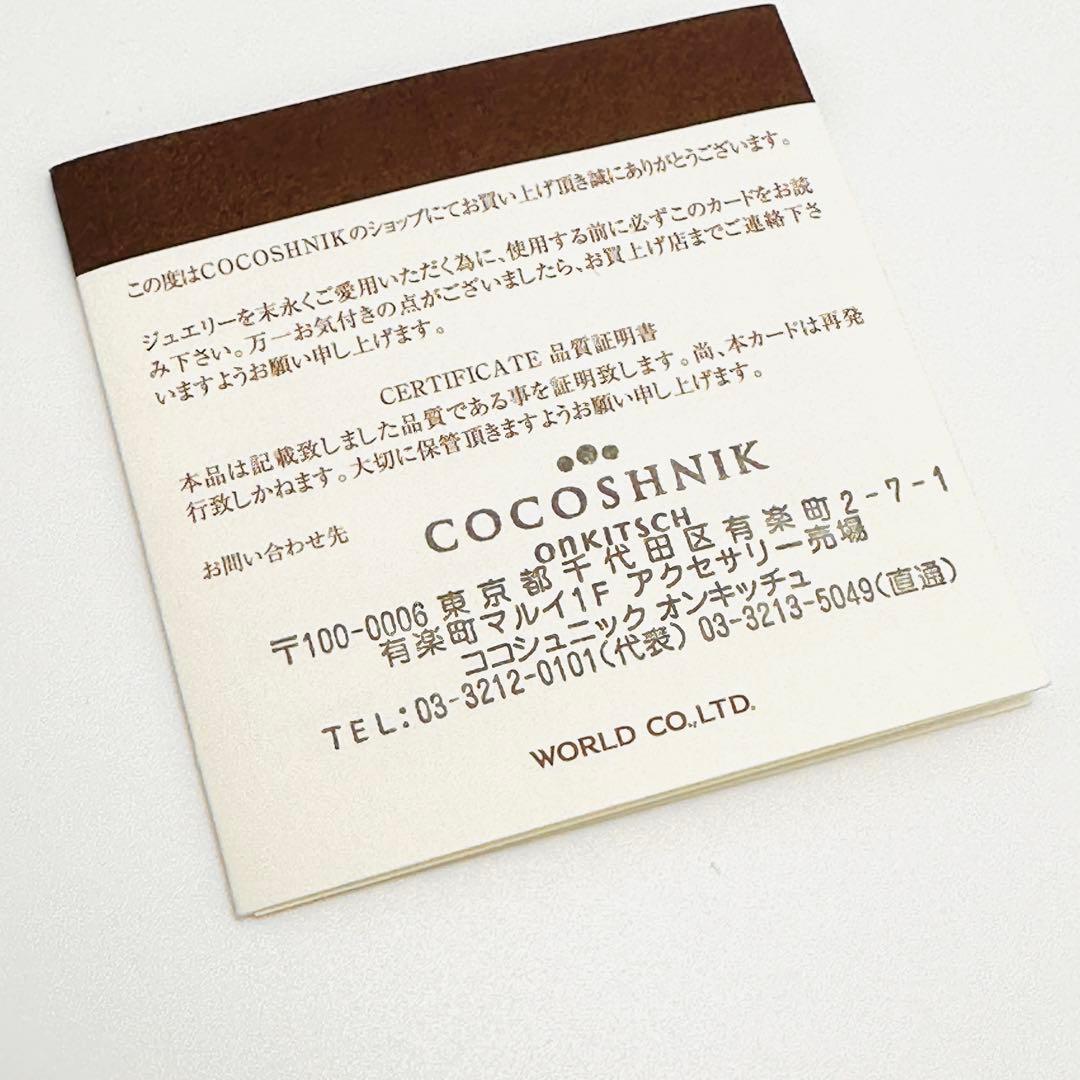 この度はCOCOSHNIKのショップにてお買い上げ頂き誠にありがとうございます。
ジュエリーを末永くご愛用いただく為に、使用する前に必ずこのカードをお読
み下さい。万一お気付きの点がございましたら、お買上げ店までご連絡下さ
いますようお願い申し上げます。
CERTIFICATE 品質証明書
本品は記載致しました品質である事を証明致します。尚、本カードは再発
行致しかねます。大切に保管頂きますようお願い申し上げます。
お問い合わせ先
COCOSHNIK
onKITSCH
〒100-0006 東京都千代田区有楽町2-7-1
有楽町マルイ1F アクセサリー売場
ココシュニック オンキッチュ
TEL:03-3212-0101(代表) 03-3213-5049(直通)
WORLD CO.,LTD.